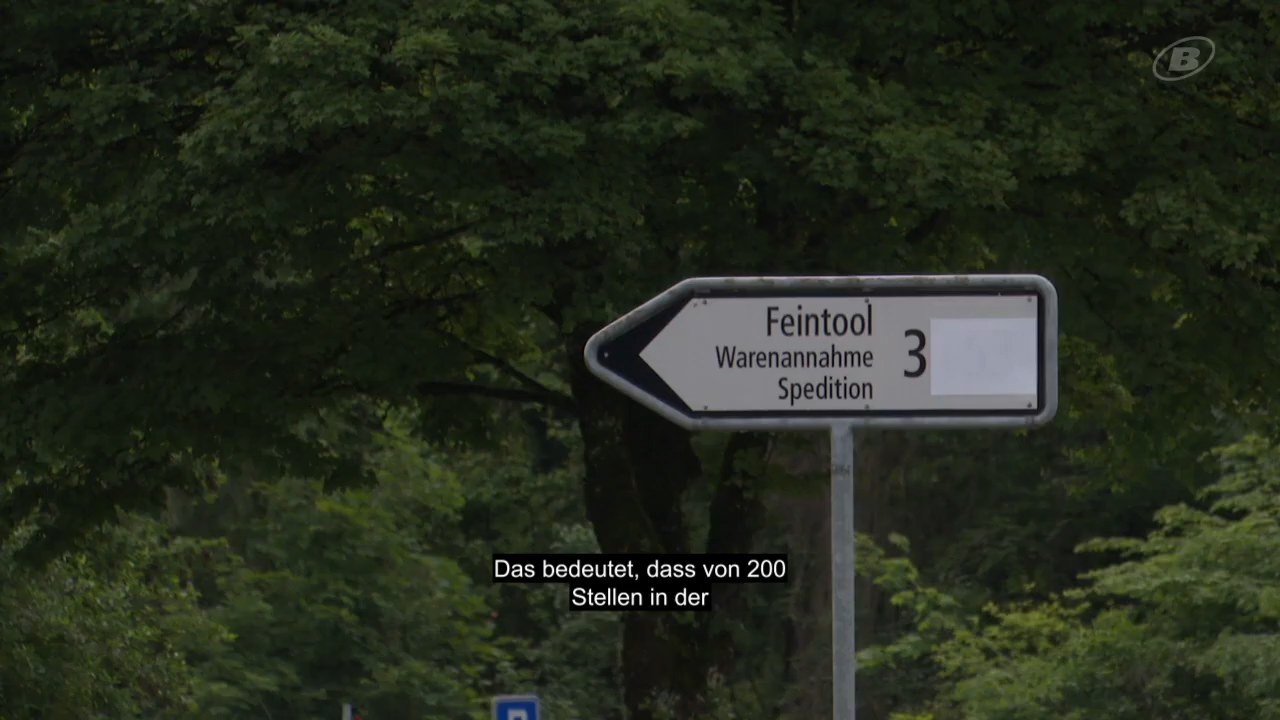 B
Feintool
Warenannahme
Spedition
3
Das bedeutet, dass von 200
Stellen in der
P